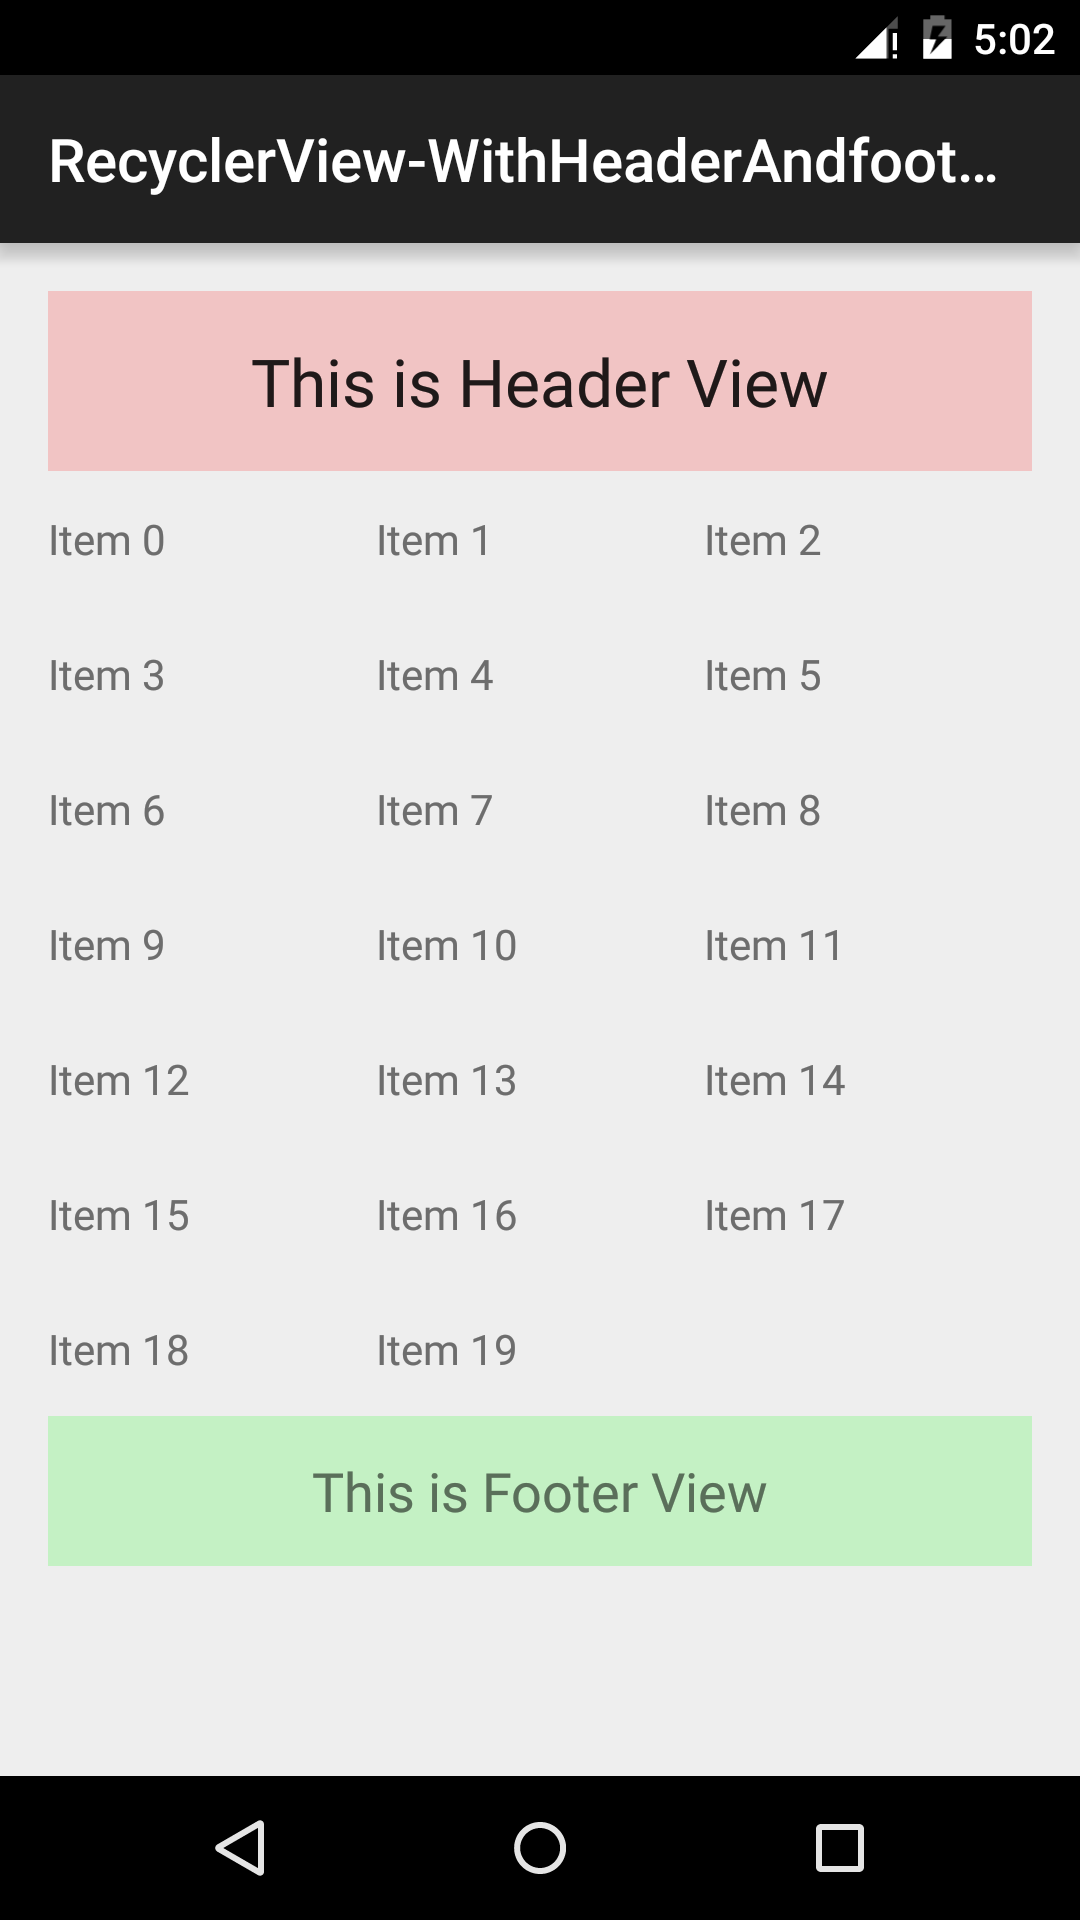 5:02
RecyclerView-WithHeaderAndfoot…
This is Header View
Item 0 Item 1 Item 2
Item 3 Item 4 Item 5
Item 6 Item 7 Item 8
Item 9 Item 10 Item 11
Item 12 Item 13 Item 14
Item 15 Item 16 Item 17
Item 18 Item 19
This is Footer View